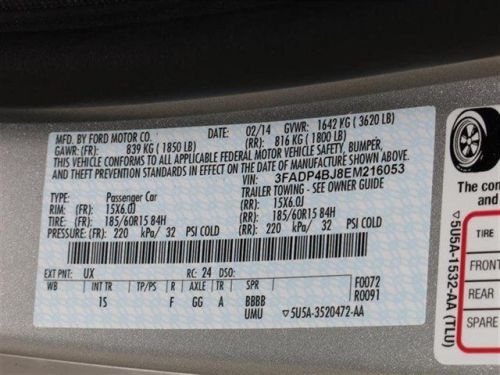 MFD. BY FORD MOTOR CO. DATE: 02/14 GVWR: 1642 KG ( 3620 LB)
GAWR: (FR): 839 KG ( 1850 LB) (RR): 816 KG ( 1800 LB)
THIS VEHICLE CONFORMS TO ALL APPLICABLE FEDERAL MOTOR VEHICLE SAFETY, BUMPER,
AND THEFT PREVENTION STANDARDS IN EFFECT ON THE DATE OF MANUFACTURE SHOWN ABOVE.
VIN: 3FADP4BJ8EM216053
TYPE: Passenger Car TRAILER TOWING - SEE OWNER GUIDE
RIM: (FR): 15X6.0J (RR): 15X6.0J
TIRE: (FR): 185/60R15 84H (RR): 185/60R15 84H
PRESSURE: (FR): 220 kPa/ 32 PSI COLD (RR): 220 kPa/ 32 PSI COLD
EXT PNT: UX RC: 24 DSO: F0072
WB INT TR TP/PS R AXLE TR SPR R0091
1S F GG A BBBB
UMU ▽5U5A-3520472-AA
▽5U5A-1532-AA (TLU)
The con
and
TIRE
FRONT
REAR
SPARE